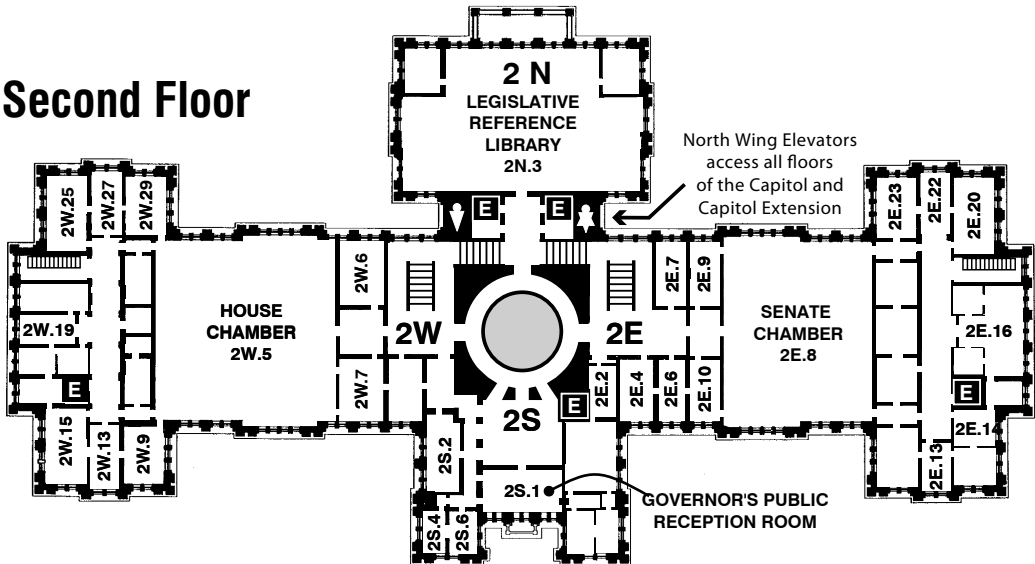 Second Floor
2 N
LEGISLATIVE
REFERENCE
LIBRARY
2N.3
North Wing Elevators
access all floors
of the Capitol and
Capitol Extension
E
E
2W.25
2W.27
2W.29
2W.6
2W.19
HOUSE
CHAMBER
2W.5
2W
2W.7
E
2W.15
2W.13
2W.9
2E.7
2E.9
2E
2E.2
2E.4
2E.6
2E.10
SENATE
CHAMBER
2E.8
2E.23
2E.22
2E.20
2E.16
E
2E.14
2E.13
E
2S
2S.2
2S.1
2S.4
2S.6
GOVERNOR'S PUBLIC
RECEPTION ROOM